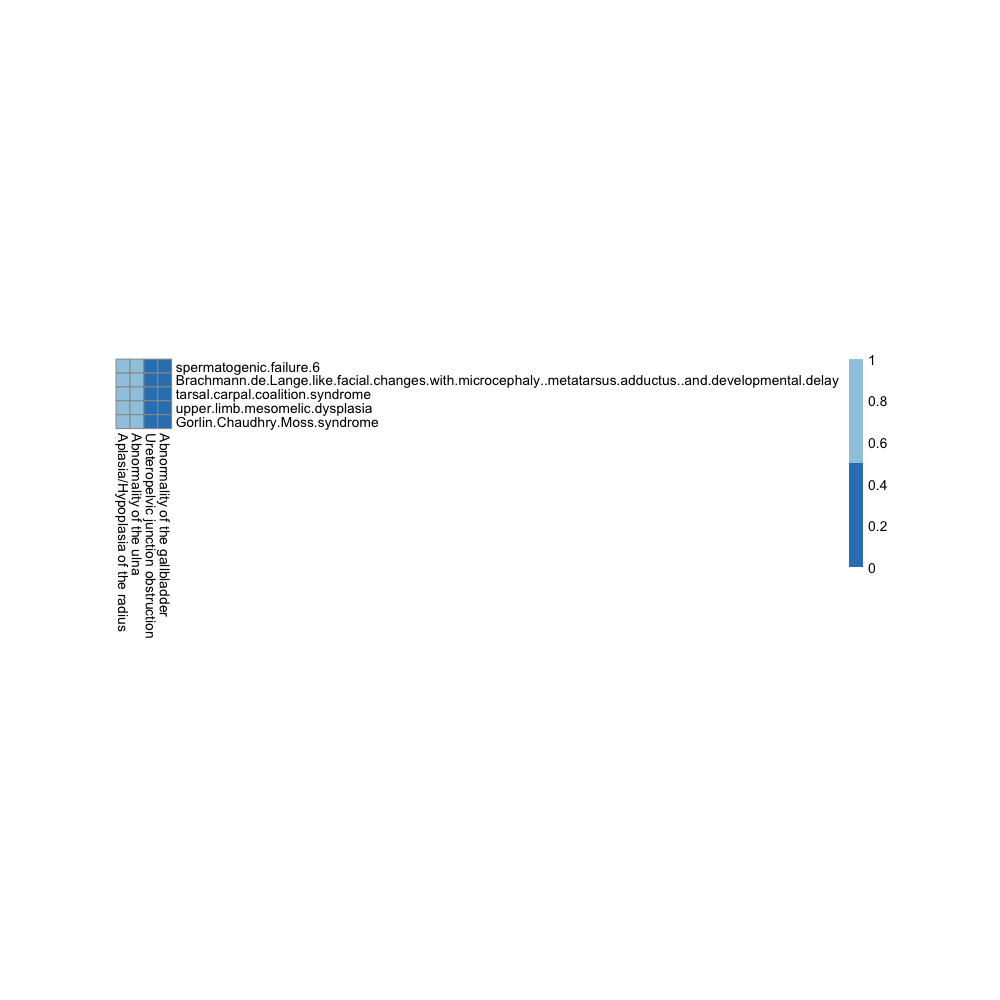 spermatogenic.failure.6
Brachmann.de.Lange.like.facial.changes.with.microcephaly..metatarsus.adductus..and.developmental.delay
tarsal.carpal.coalition.syndrome
upper.limb.mesomelic.dysplasia
Gorlin.Chaudhry.Moss.syndrome
Aplasia/Hypoplasia of the radius
Abnormality of the ulna
Ureteropelvic junction obstruction
Abnormality of the gallbladder
1
0.8
0.6
0.4
0.2
0